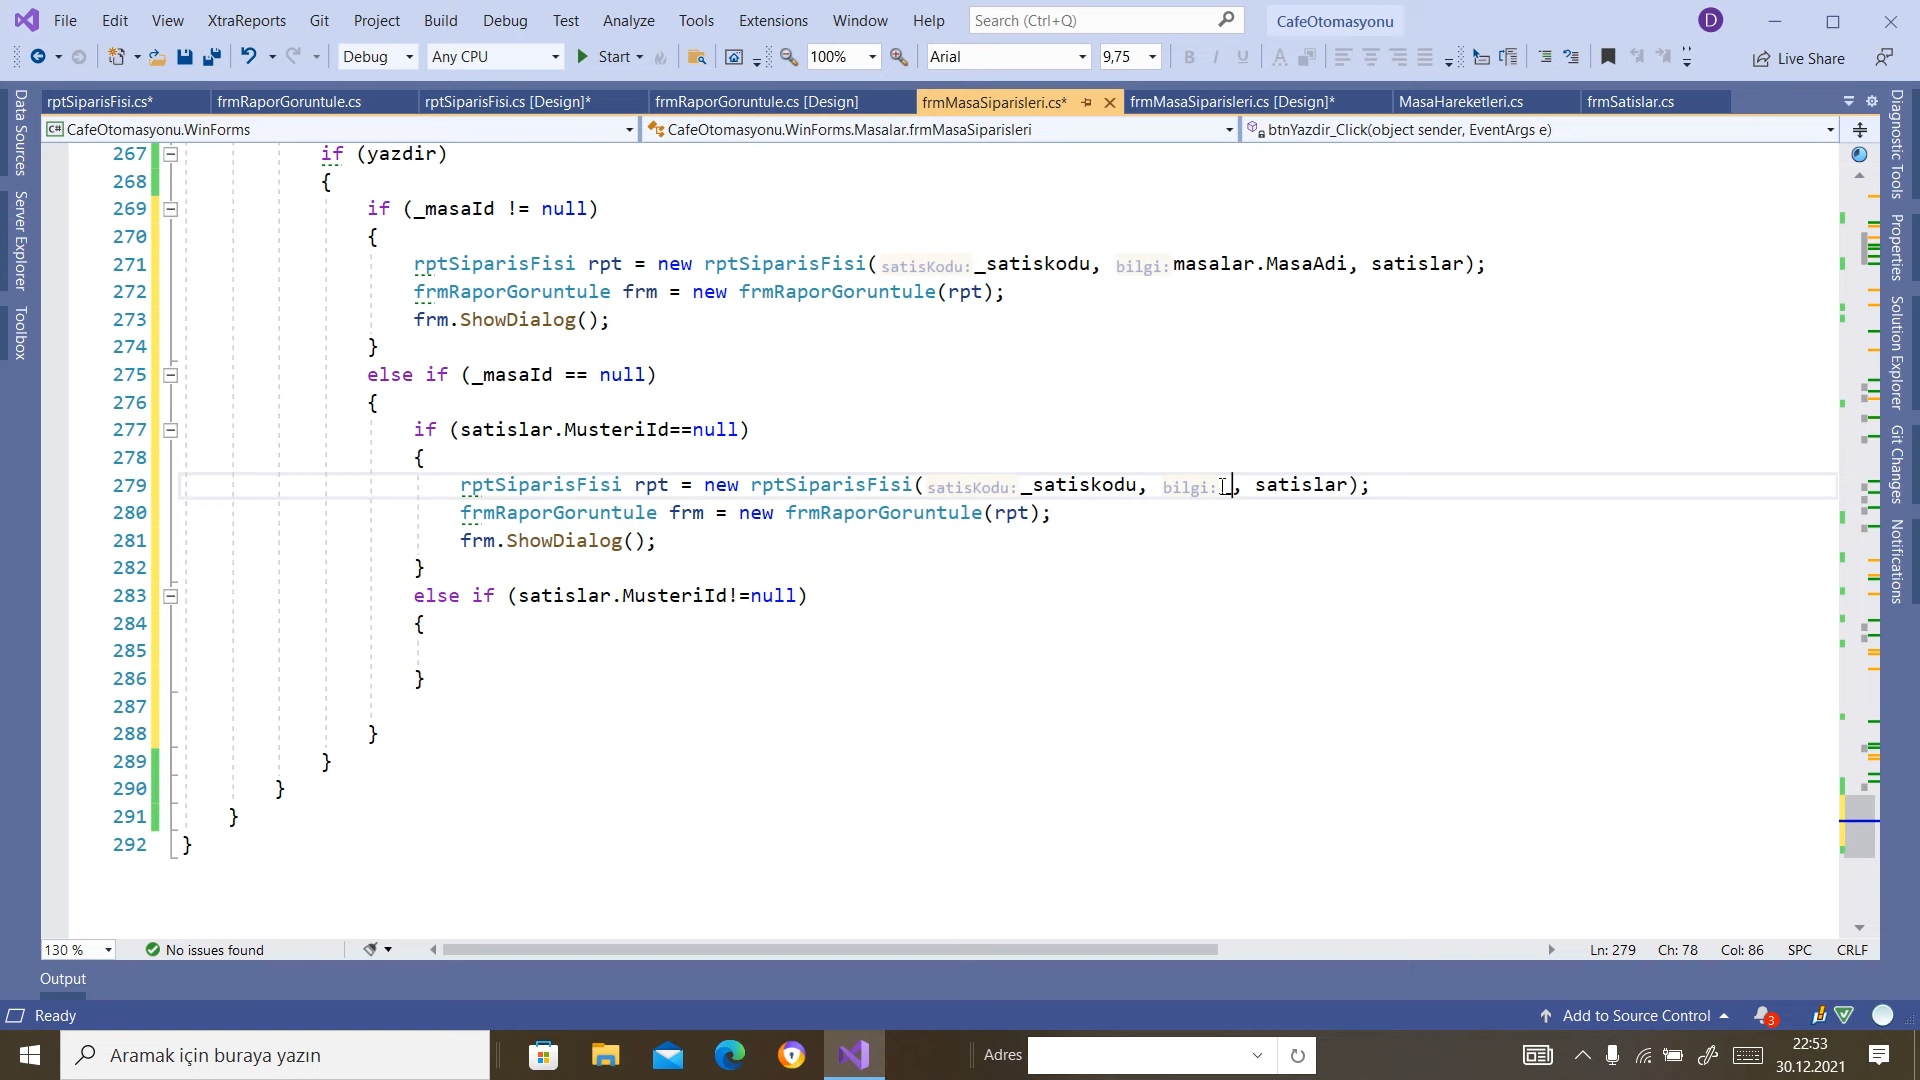 File Edit View XtraReports Git Project Build Debug Test Analyze Tools Extensions Window Help Search (Ctrl+Q) CafeOtomasyonu D
Debug Any CPU Start 100% Arial 9,75 B I U A Live Share
rptSiparisFisi.cs* frmRaporGoruntule.cs rptSiparisFisi.cs [Design]* frmRaporGoruntule.cs [Design] frmMasaSiparisleri.cs* frmMasaSiparisleri.cs [Design]* MasaHareketleri.cs frmSatislar.cs
C# CafeOtomasyonu.WinForms CafeOtomasyonu.WinForms.Masalar.frmMasaSiparisleri btnYazdir_Click(object sender, EventArgs e)
Data Sources
Server Explorer
Toolbox
267 if (yazdir)
268 {
269 if (_masaId != null)
270 {
271 rptSiparisFisi rpt = new rptSiparisFisi(satisKodu:_satiskodu, bilgi:masalar.MasaAdi, satislar);
272 frmRaporGoruntule frm = new frmRaporGoruntule(rpt);
273 frm.ShowDialog();
274 }
275 else if (_masaId == null)
276 {
277 if (satislar.MusteriId==null)
278 {
279 rptSiparisFisi rpt = new rptSiparisFisi(satisKodu:_satiskodu, bilgi:_, satislar);
280 frmRaporGoruntule frm = new frmRaporGoruntule(rpt);
281 frm.ShowDialog();
282 }
283 else if (satislar.MusteriId!=null)
284 {
285
286 }
287
288 }
289 }
290 }
291 }
292 }
Diagnostic Tools
Properties
Solution Explorer
Git Changes
Notifications
130 % No issues found Ln: 279 Ch: 78 Col: 86 SPC CRLF
Output
Ready Add to Source Control 3
Aramak için buraya yazın Adres 22:53
30.12.2021